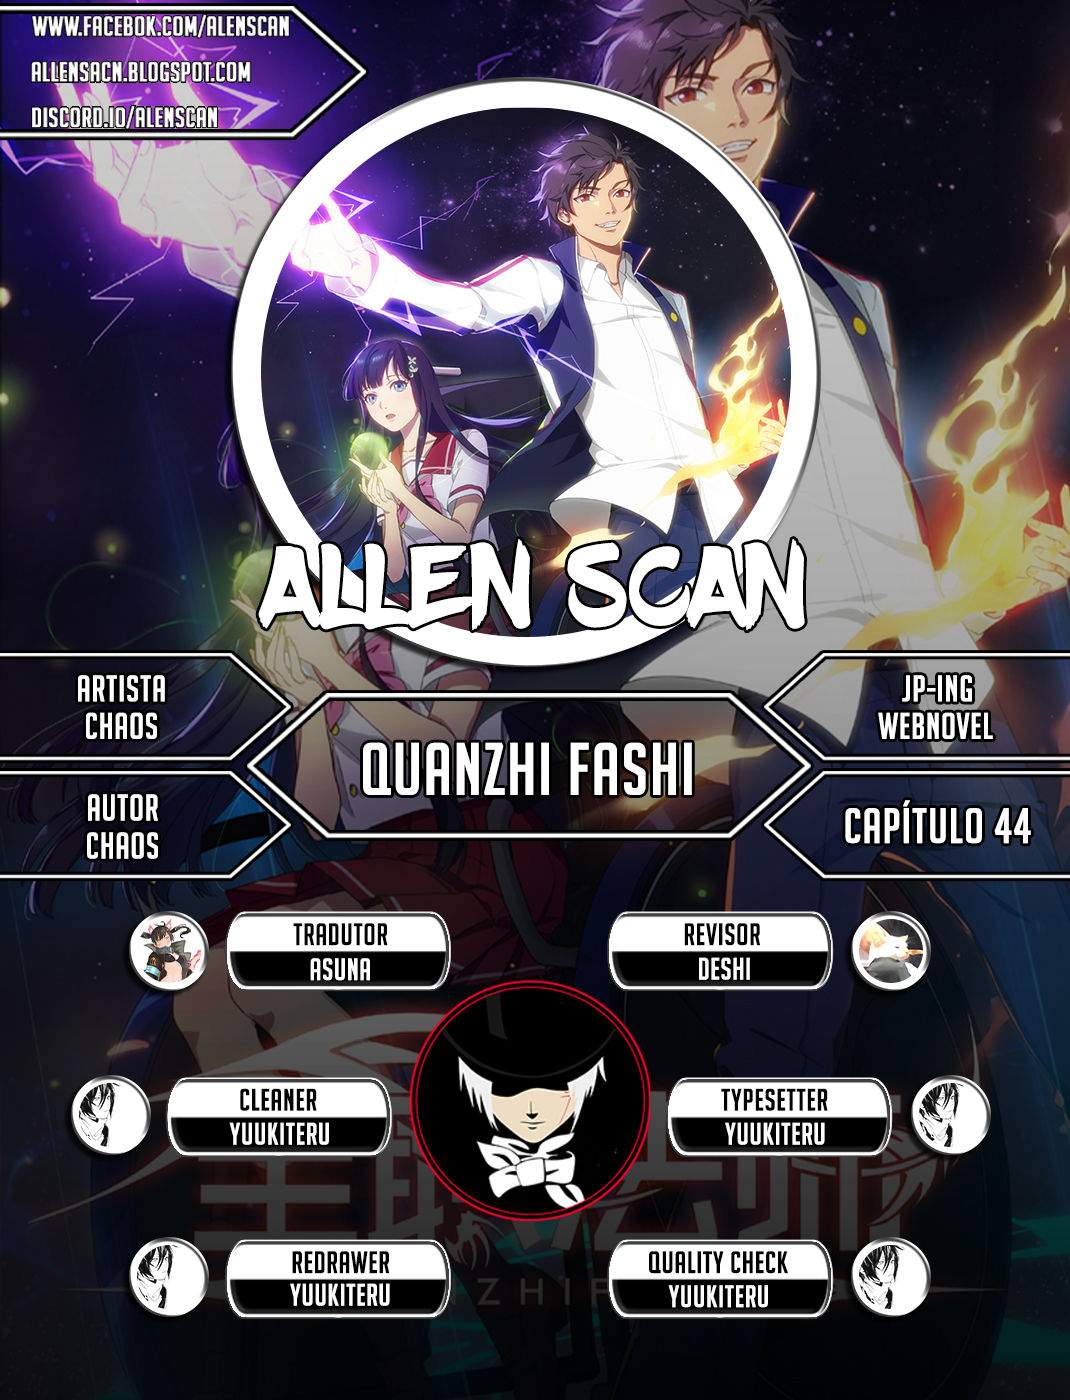 WWW.FACEBOK.COM/ALENSCAN
ALLENSACN.BLOGSPOT.COM
DISCORD.IO/ALENSCAN
ALLEN SCAN
ARTISTA
CHAOS
JP-ING
WEBNOVEL
QUANZHI FASHI
AUTOR
CHAOS
CAPÍTULO 44
TRADUTOR
ASUNA
REVISOR
DESHI
CLEANER
YUUKITERU
TYPESETTER
YUUKITERU
REDRAWER
YUUKITERU
QUALITY CHECK
YUUKITERU